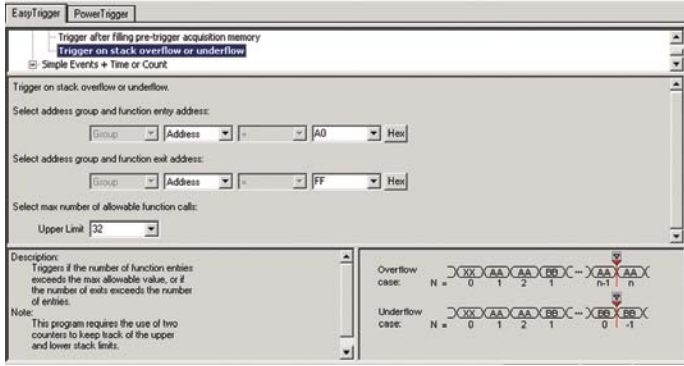 EasyTrigger PowerTrigger
Trigger after filling pre-trigger acquisition memory
Trigger on stack overflow or underflow
Simple Events + Time or Count
Trigger on stack overflow or underflow.
Select address group and function entry address:
Group Address = A0 Hex
Select address group and function exit address:
Group Address = FF Hex
Select max number of allowable function calls:
Upper Limit 32
Description:
Triggers if the number of function entries
exceeds the max allowable value, or if
the number of exits exceeds the number
of entries.
Note:
This program requires the use of two
counters to keep track of the upper
and lower stack limits.
Overflow
case: N = XX AA AA BB ... AA AA
0 1 2 1 n-1 n
Underflow
case: N = XX AA AA BB ... BB BB
0 1 2 1 0 -1